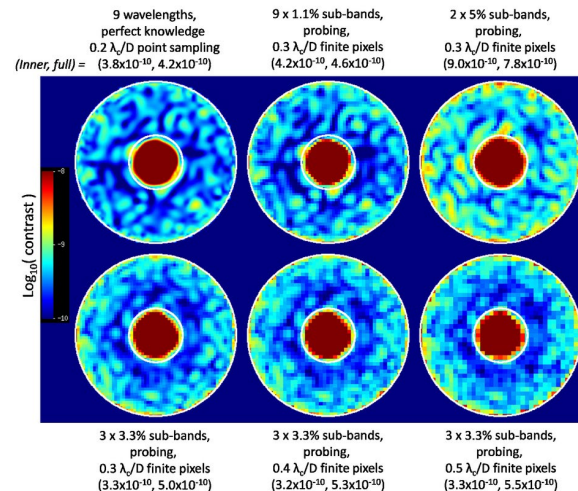 9 wavelengths,
perfect knowledge
0.2 λc/D point sampling
(Inner, full) = (3.8x10⁻¹⁰, 4.2x10⁻¹⁰)
9 x 1.1% sub-bands,
probing,
0.3 λc/D finite pixels
(4.2x10⁻¹⁰, 4.6x10⁻¹⁰)
2 x 5% sub-bands,
probing,
0.3 λc/D finite pixels
(9.0x10⁻¹⁰, 7.8x10⁻¹⁰)
Log₁₀( contrast )
-8
-9
-10
3 x 3.3% sub-bands,
probing,
0.3 λc/D finite pixels
(3.3x10⁻¹⁰, 5.0x10⁻¹⁰)
3 x 3.3% sub-bands,
probing,
0.4 λc/D finite pixels
(3.2x10⁻¹⁰, 5.3x10⁻¹⁰)
3 x 3.3% sub-bands,
probing,
0.5 λc/D finite pixels
(3.3x10⁻¹⁰, 5.5x10⁻¹⁰)